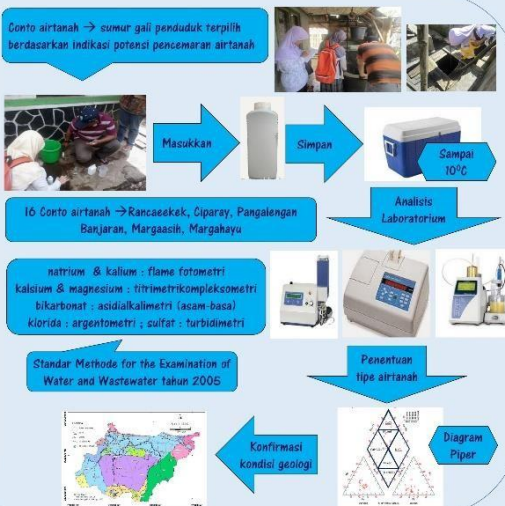 Conto airtanah → sumur gali penduduk terpilih
berdasarkan indikasi potensi pencemaran airtanah
Masukkan
Simpan
Sampai
10⁰C
16 Conto airtanah →Rancaeekek, Ciparay, Pangalengan
Banjaran, Margaasih, Margahayu
Analisis
Laboratorium
natrium & kalium : flame fotometri
kalsium & magnesium : titrimetrikompleksometri
bikarbonat : asidialkalimetri (asam-basa)
klorida : argentometri ; sulfat : turbidimetri
Standar Methode for the Examination of
Water and Wastewater tahun 2005
Penentuan
tipe airtanah
Konfirmasi
kondisi geologi
Diagram
Piper